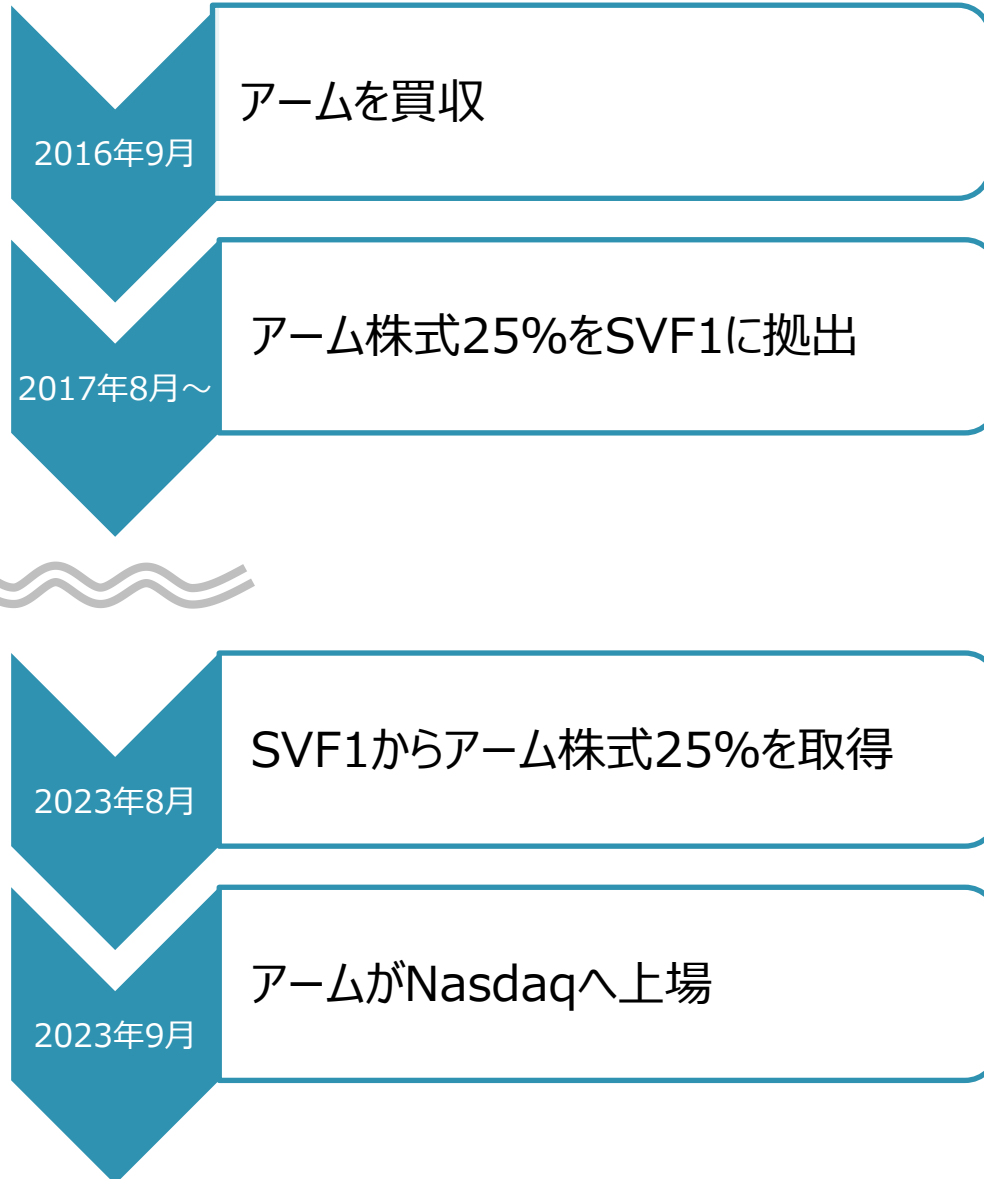 2016年9月
アームを買収
2017年8月～
アーム株式25%をSVF1に拠出
2023年8月
SVF1からアーム株式25%を取得
2023年9月
アームがNasdaqへ上場